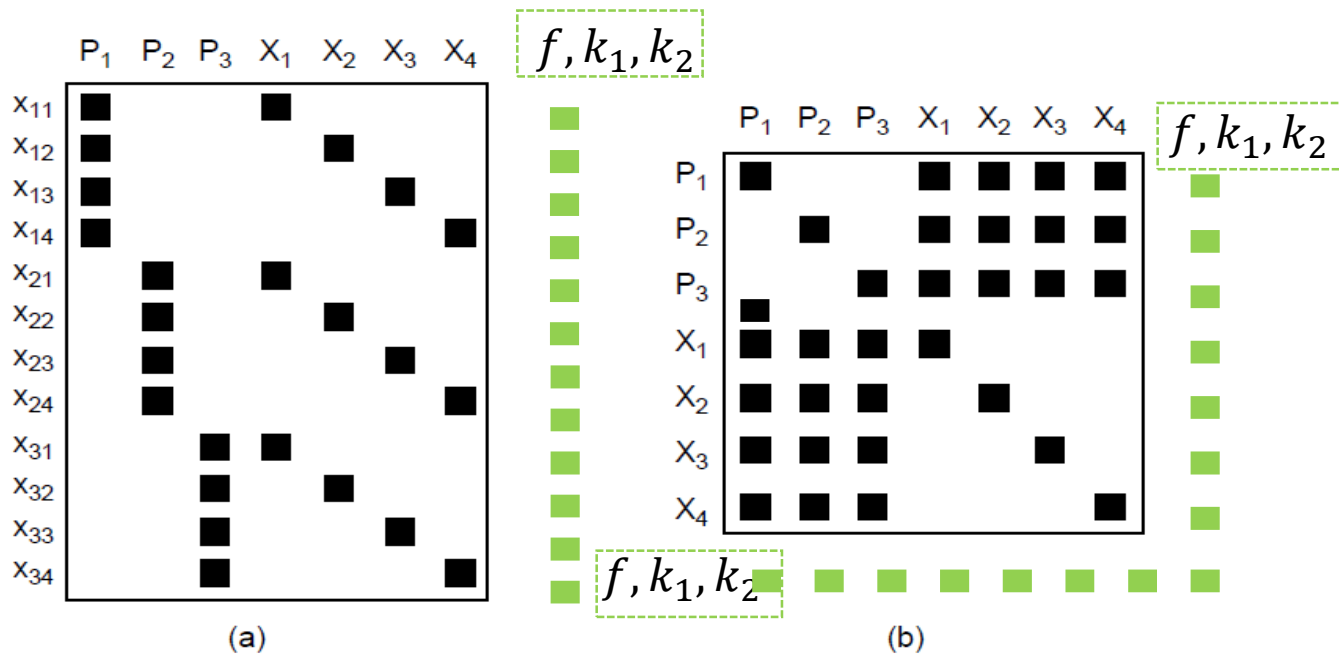 P₁ P₂ P₃ X₁ X₂ X₃ X₄
f, k₁, k₂
x₁₁
x₁₂
x₁₃
x₁₄
x₂₁
x₂₂
x₂₃
x₂₄
x₃₁
x₃₂
x₃₃
x₃₄
(a)
P₁ P₂ P₃ X₁ X₂ X₃ X₄
f, k₁, k₂
P₁
P₂
P₃
X₁
X₂
X₃
X₄
f, k₁, k₂
(b)